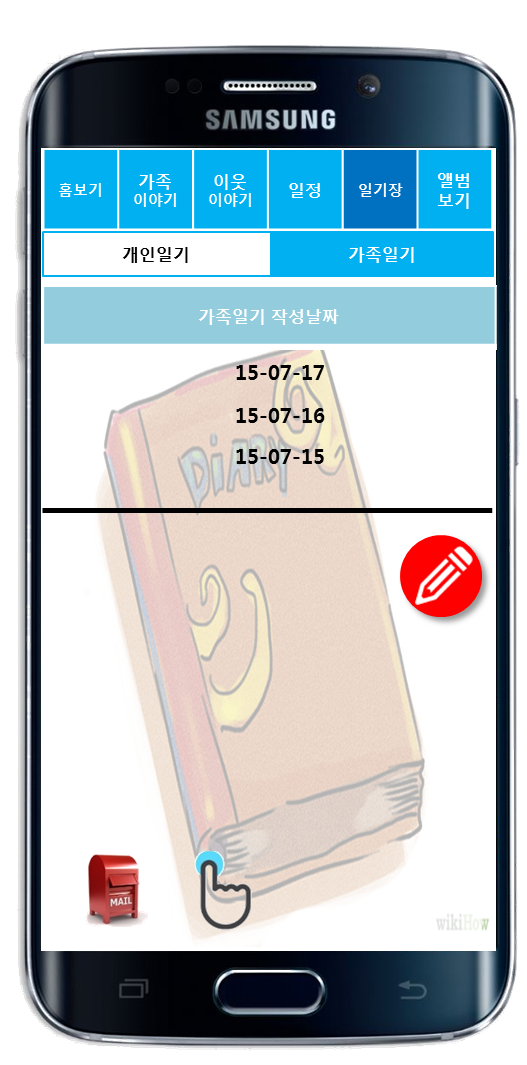 SAMSUNG
홈보기
가족
이야기
이웃
이야기
일정
일기장
앨범
보기
개인일기
가족일기
가족일기 작성날짜
15-07-17
15-07-16
15-07-15
DiARY
MAIL
wikiHow